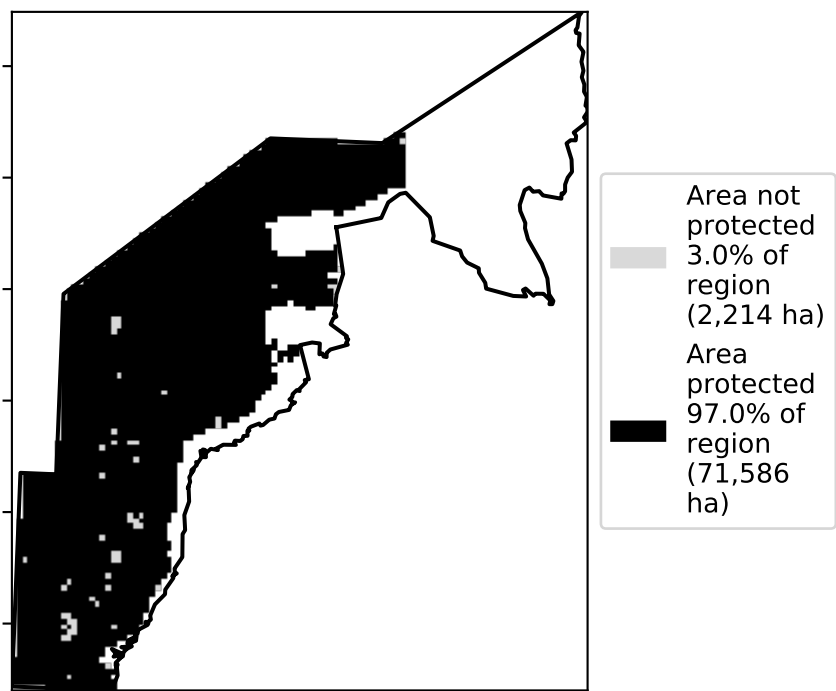 Area not
protected
3.0% of
region
(2,214 ha)
Area
protected
97.0% of
region
(71,586
ha)